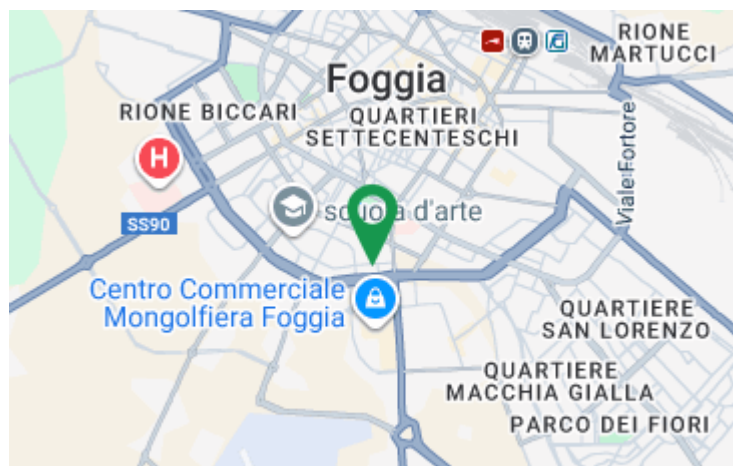 RIONE
MARTUCCI
Foggia
RIONE BICCARI
QUARTIERI
SETTECENTESCHI
H
Viale Fortore
scuola d'arte
SS90
Centro Commerciale
Mongolfiera Foggia
QUARTIERE
SAN LORENZO
QUARTIERE
MACCHIA GIALLA
PARCO DEI FIORI